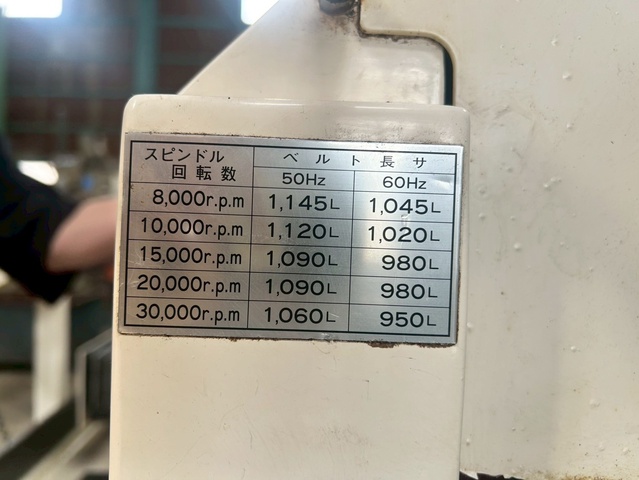 スピンドル 回転数 ベルト長サ
50Hz 60Hz
8,000r.p.m 1,145L 1,045L
10,000r.p.m 1,120L 1,020L
15,000r.p.m 1,090L 980L
20,000r.p.m 1,090L 980L
30,000r.p.m 1,060L 950L